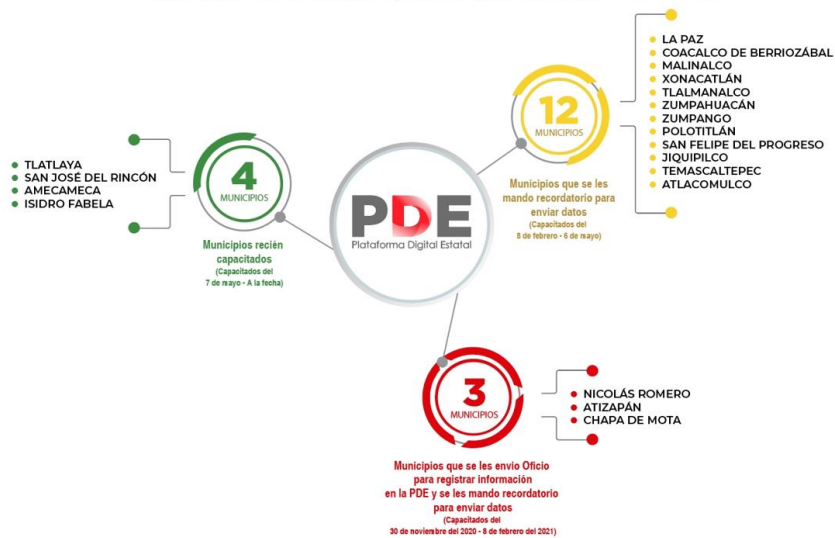 LA PAZ
COACALCO DE BERRIOZÁBAL
MALINALCO
XONACATLÁN
TLALMANALCO
ZUMPAHUACÁN
ZUMPANGO
POLOTITLÁN
SAN FELIPE DEL PROGRESO
JIQUIPILCO
TEMASCALTEPEC
ATLACOMULCO
12
MUNICIPIOS
Municipios que se les
mando recordatorio para
enviar datos
(Capacitados del
8 de febrero - 6 de mayo)
TLATLAYA
SAN JOSÉ DEL RINCÓN
AMECAMECA
ISIDRO FABELA
4
MUNICIPIOS
Municipios recién
capacitados
(Capacitados del
7 de mayo - A la fecha)
PDE
Plataforma Digital Estatal
3
MUNICIPIOS
NICOLÁS ROMERO
ATIZAPÁN
CHAPA DE MOTA
Municipios que se les envio Oficio
para registrar información
en la PDE y se les mando recordatorio
para enviar datos
(Capacitados del
30 de noviembre del 2020 - 8 de febrero del 2021)